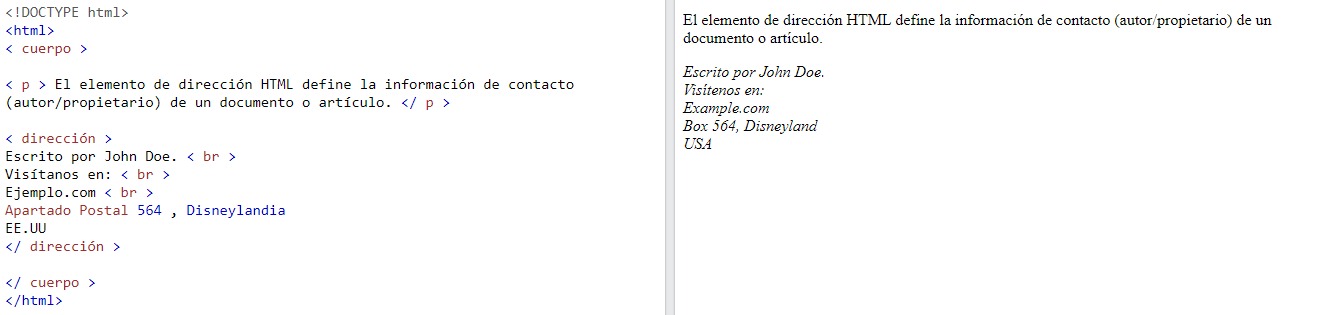 <!DOCTYPE html>
<html>
< cuerpo >
< p > El elemento de dirección HTML define la información de contacto
(autor/propietario) de un documento o artículo. </ p >
< dirección >
Escrito por John Doe. < br >
Visítanos en: < br >
Ejemplo.com < br >
Apartado Postal 564 , Disneylandia
EE.UU
</ dirección >
</ cuerpo >
</html>
El elemento de dirección HTML define la información de contacto (autor/propietario) de un
documento o artículo.
Escrito por John Doe.
Visítenos en:
Example.com
Box 564, Disneyland
USA